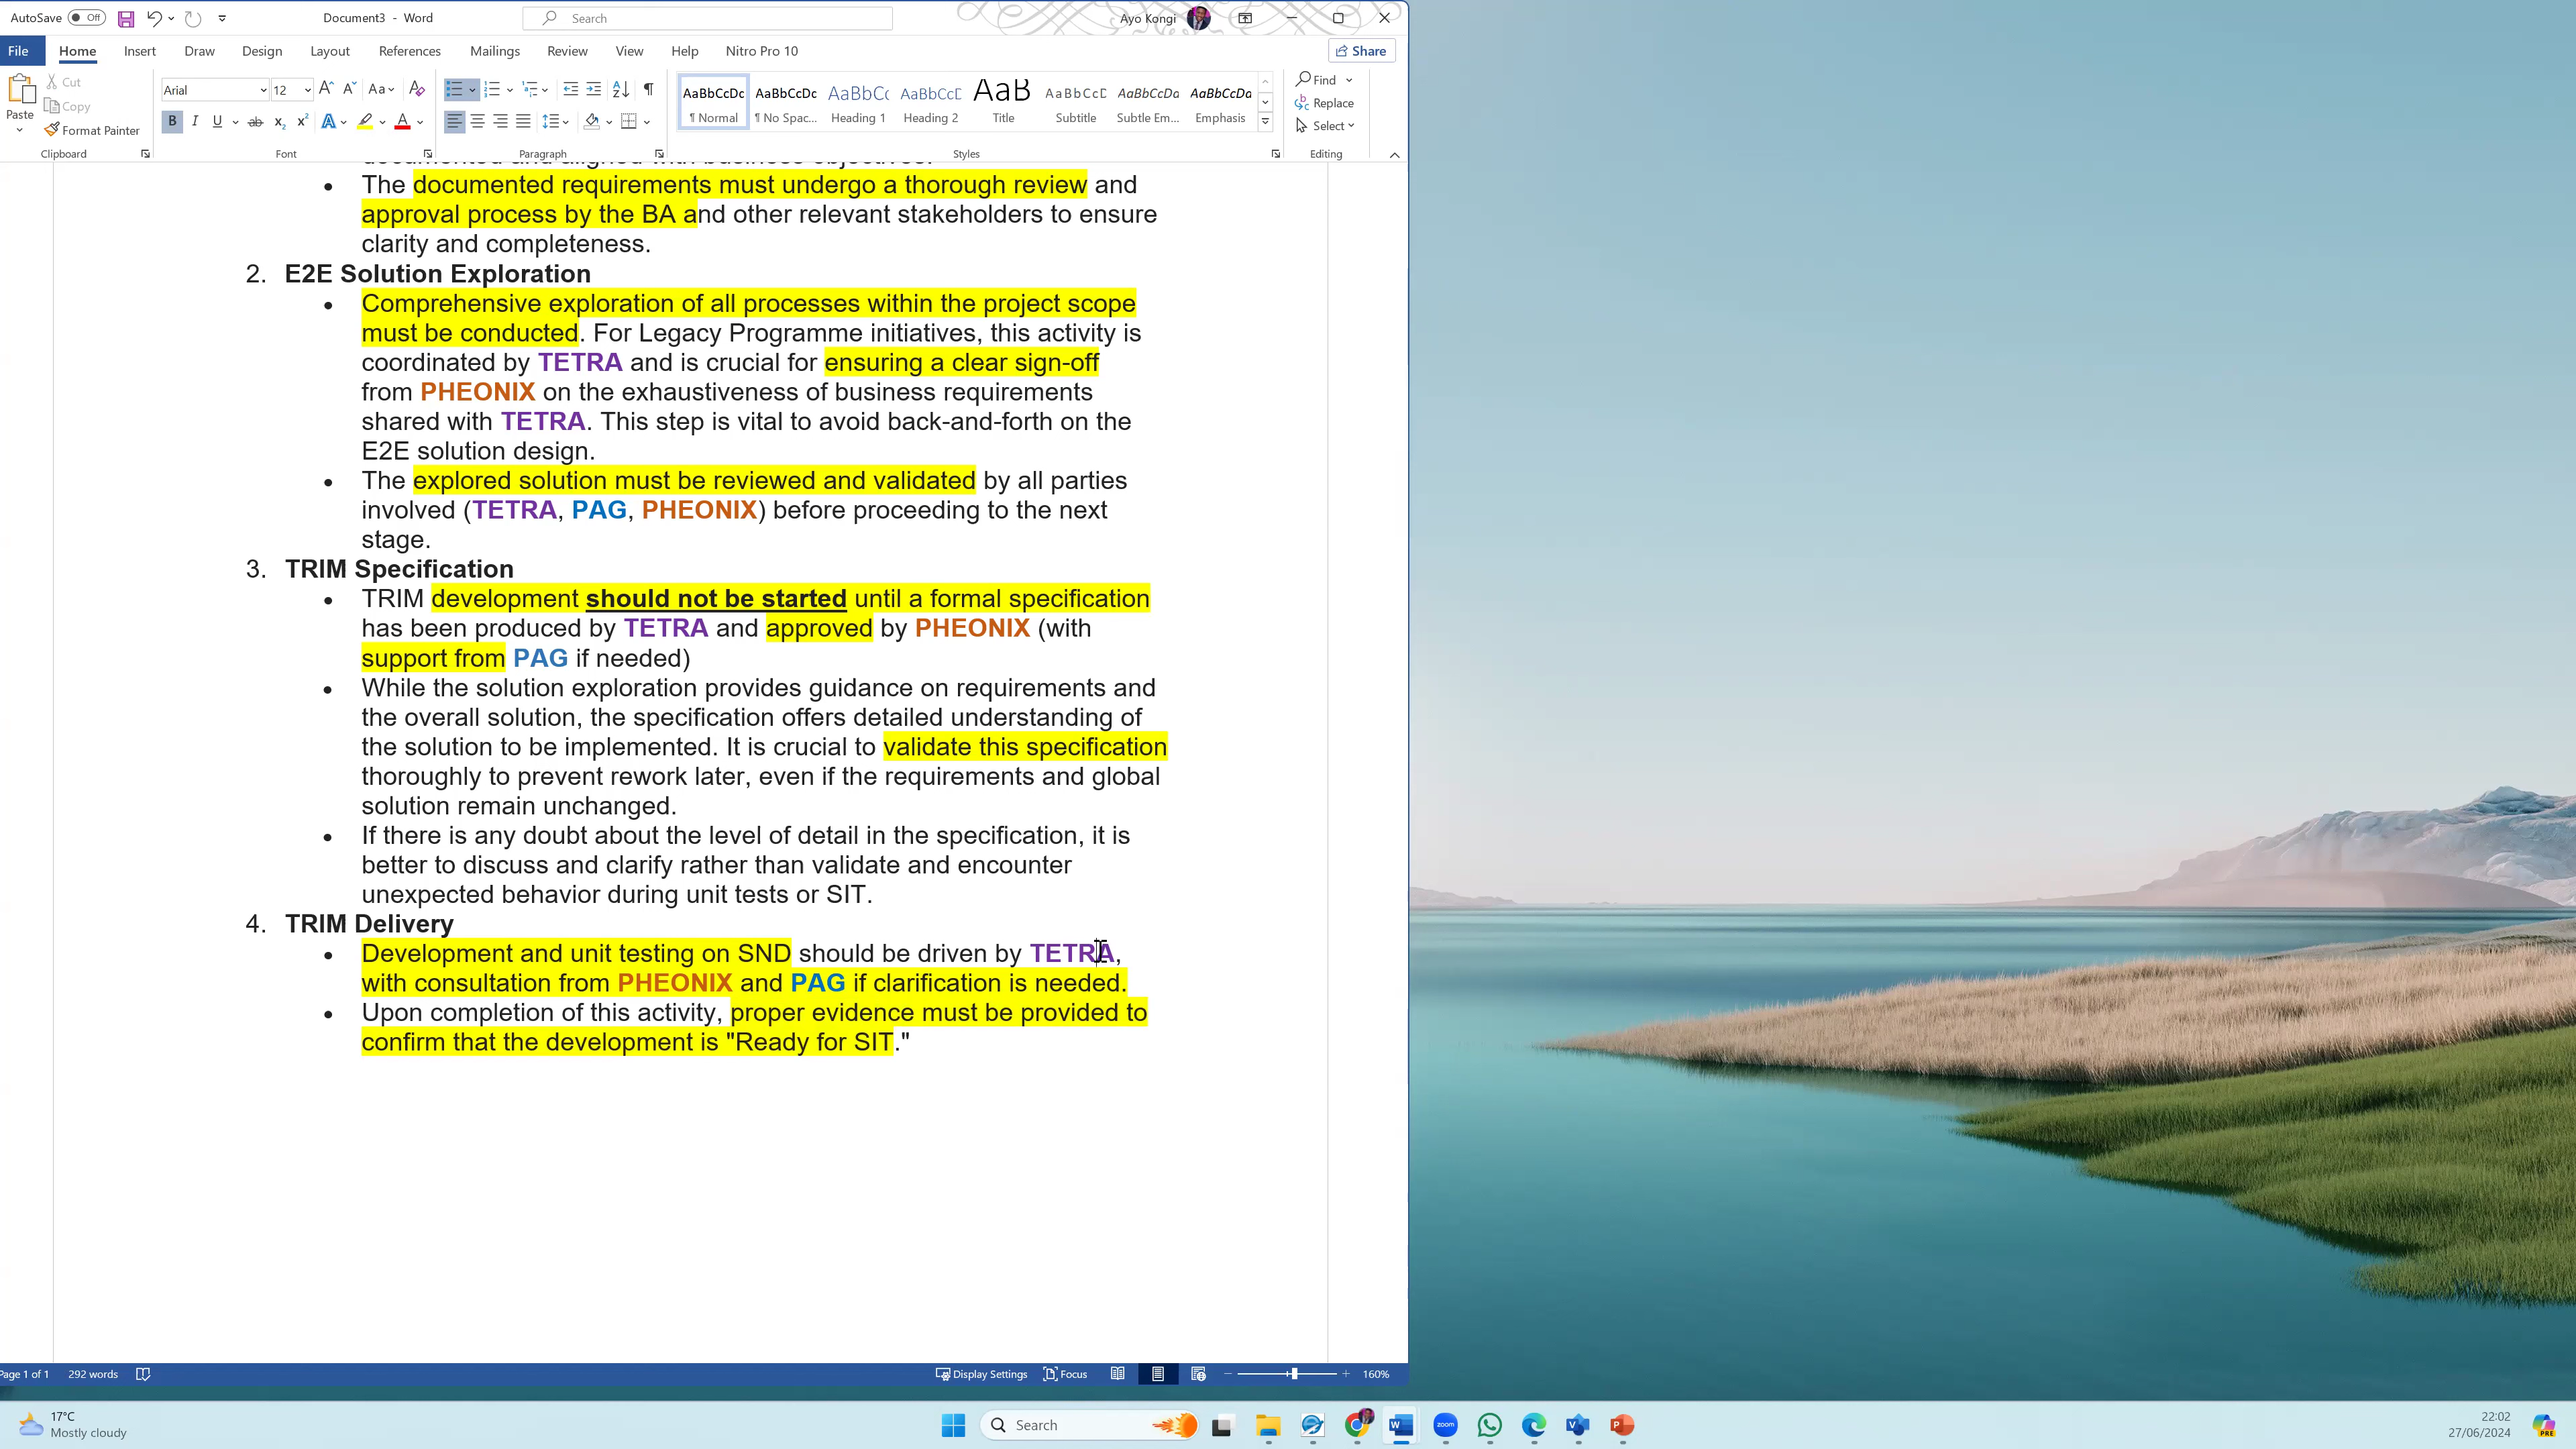 AutoSave Off Document3 - Word Search Ayo Kongi
File Home Insert Draw Design Layout References Mailings Review View Help Nitro Pro 10 Share
Paste Cut Copy Format Painter
Arial 12
AaBbCcDc AaBbCcDc AaBbCc AaBbCcD AaB AaBbCcD AaBbCcDa AaBbCcDa
¶ Normal ¶ No Spac... Heading 1 Heading 2 Title Subtitle Subtle Em... Emphasis
Find Replace Select
Clipboard Font Paragraph Styles Editing
documented and aligned with business objectives.
• The documented requirements must undergo a thorough review and
approval process by the BA and other relevant stakeholders to ensure
clarity and completeness.
2. E2E Solution Exploration
• Comprehensive exploration of all processes within the project scope
must be conducted. For Legacy Programme initiatives, this activity is
coordinated by TETRA and is crucial for ensuring a clear sign-off
from PHEONIX on the exhaustiveness of business requirements
shared with TETRA. This step is vital to avoid back-and-forth on the
E2E solution design.
• The explored solution must be reviewed and validated by all parties
involved (TETRA, PAG, PHEONIX) before proceeding to the next
stage.
3. TRIM Specification
• TRIM development should not be started until a formal specification
has been produced by TETRA and approved by PHEONIX (with
support from PAG if needed)
• While the solution exploration provides guidance on requirements and
the overall solution, the specification offers detailed understanding of
the solution to be implemented. It is crucial to validate this specification
thoroughly to prevent rework later, even if the requirements and global
solution remain unchanged.
• If there is any doubt about the level of detail in the specification, it is
better to discuss and clarify rather than validate and encounter
unexpected behavior during unit tests or SIT.
4. TRIM Delivery
• Development and unit testing on SND should be driven by TETRA,
with consultation from PHEONIX and PAG if clarification is needed.
• Upon completion of this activity, proper evidence must be provided to
confirm that the development is "Ready for SIT."
Page 1 of 1 292 words Display Settings Focus 160%
17°C
Mostly cloudy
Search
zoom
22:02
27/06/2024
PRE